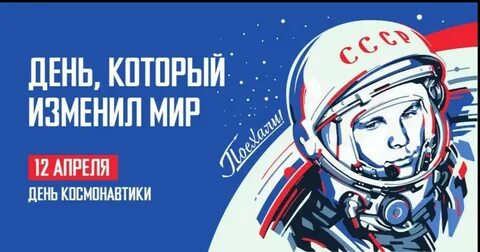 ДЕНЬ, КОТОРЫЙ
ИЗМЕНИЛ МИР
12 АПРЕЛЯ
ДЕНЬ КОСМОНАВТИКИ
Поехали!
СССР